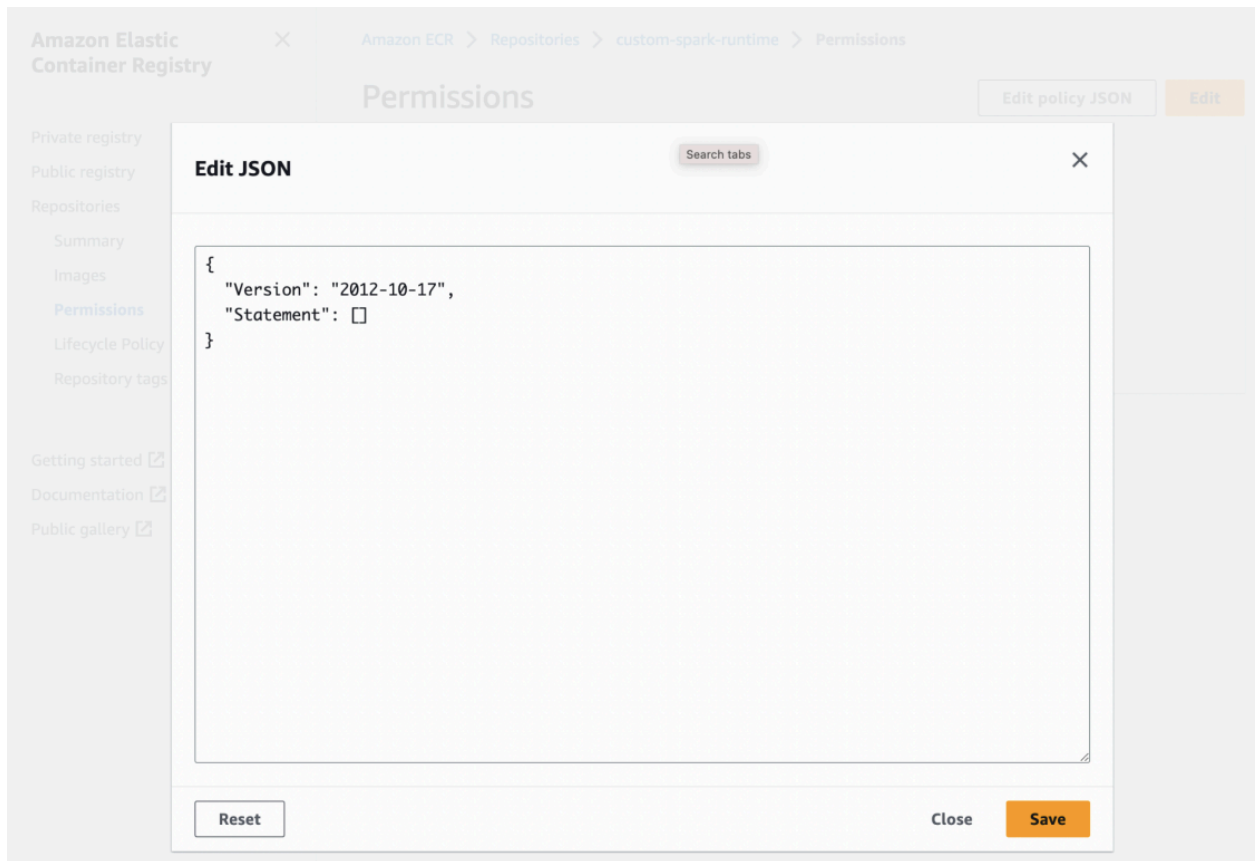 Amazon Elastic
Container Registry
Private registry
Public registry
Repositories
Summary
Images
Permissions
Lifecycle Policy
Repository tags
Getting started
Documentation
Public gallery
Amazon ECR > Repositories > custom-spark-runtime > Permissions
Permissions
Edit policy JSON
Edit
Edit JSON
Search tabs
{
  "Version": "2012-10-17",
  "Statement": []
}
Reset
Close
Save